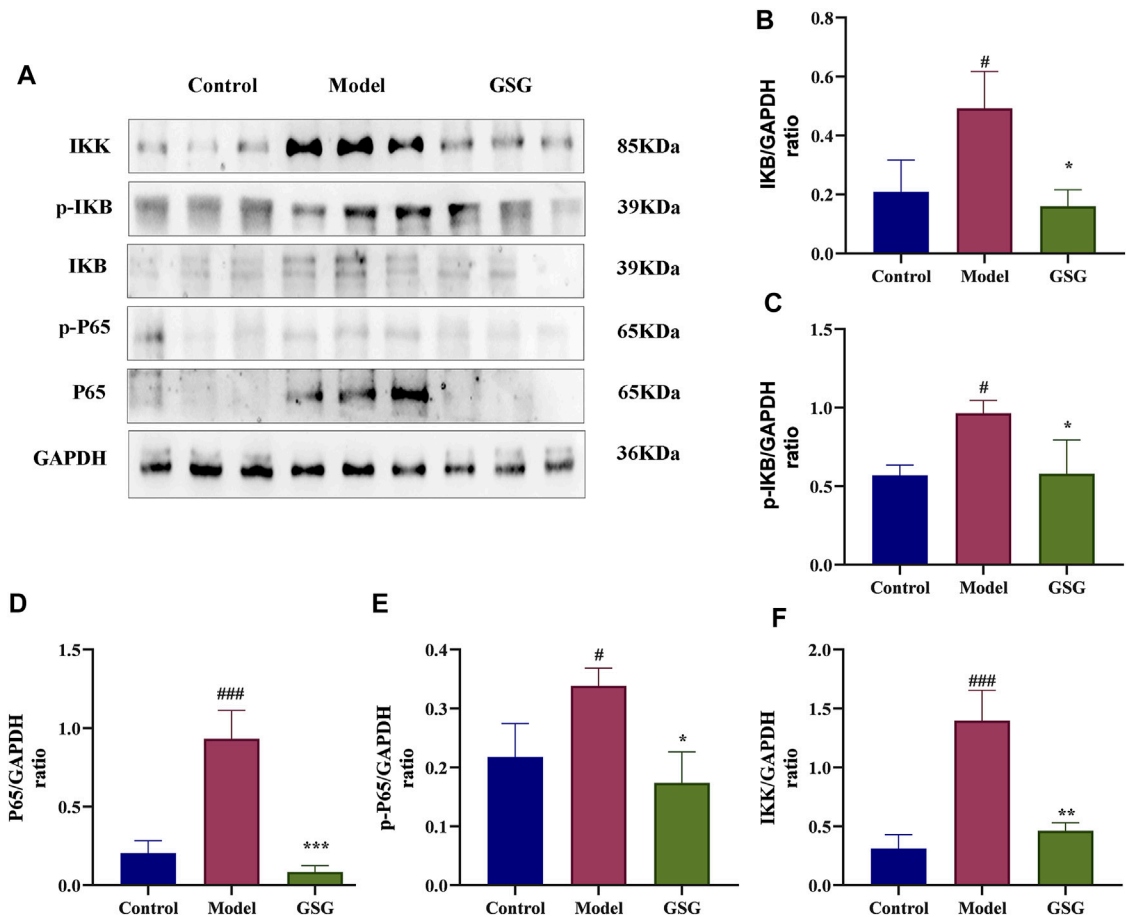 A
Control Model GSG
IKK 85KDa
p-IKB 39KDa
IKB 39KDa
p-P65 65KDa
P65 65KDa
GAPDH 36KDa
B
IKB/GAPDH
ratio
0.8
0.6
0.4
0.2
0.0
#
*
Control Model GSG
C
p-IKB/GAPDH
ratio
1.5
1.0
0.5
0.0
#
*
Control Model GSG
D
P65/GAPDH
ratio
1.5
1.0
0.5
0.0
###
***
Control Model GSG
E
p-P65/GAPDH
ratio
0.4
0.3
0.2
0.1
0.0
#
*
Control Model GSG
F
IKK/GAPDH
ratio
2.0
1.5
1.0
0.5
0.0
###
**
Control Model GSG